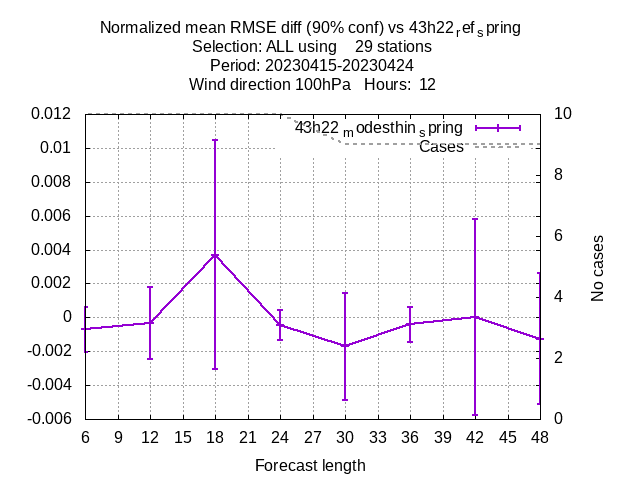 Normalized mean RMSE diff (90% conf) vs 43h22refspring
Selection: ALL using 29 stations
Period: 20230415-20230424
Wind direction 100hPa Hours: 12
0.012
0.01
0.008
0.006
0.004
0.002
0
-0.002
-0.004
-0.006
43h22modesthinspring
Cases
10
8
6
4
2
0
No cases
6 9 12 15 18 21 24 27 30 33 36 39 42 45 48
Forecast length